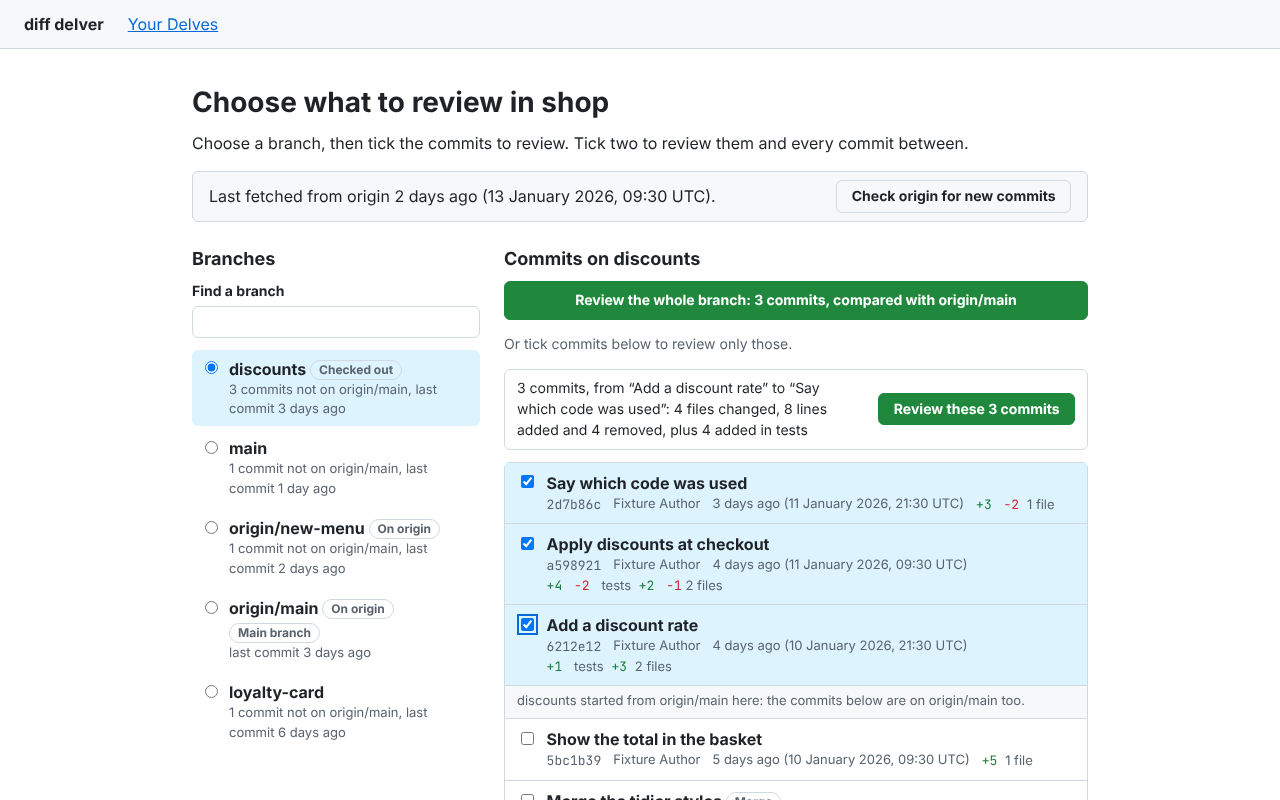 diff delver Your Delves
Choose what to review in shop
Choose a branch, then tick the commits to review. Tick two to review them and every commit between.
Last fetched from origin 2 days ago (13 January 2026, 09:30 UTC).
Check origin for new commits
Branches
Find a branch
discounts Checked out
3 commits not on origin/main, last
commit 3 days ago
main
1 commit not on origin/main, last
commit 1 day ago
origin/new-menu On origin
1 commit not on origin/main, last
commit 2 days ago
origin/main On origin
Main branch
last commit 3 days ago
loyalty-card
1 commit not on origin/main, last
commit 6 days ago
Commits on discounts
Review the whole branch: 3 commits, compared with origin/main
Or tick commits below to review only those.
3 commits, from “Add a discount rate” to “Say
which code was used”: 4 files changed, 8 lines
added and 4 removed, plus 4 added in tests
Review these 3 commits
Say which code was used
2d7b86c Fixture Author 3 days ago (11 January 2026, 21:30 UTC) +3 -2 1 file
Apply discounts at checkout
a598921 Fixture Author 4 days ago (11 January 2026, 09:30 UTC)
+4 -2 tests +2 -1 2 files
Add a discount rate
6212e12 Fixture Author 4 days ago (10 January 2026, 21:30 UTC)
+1 tests +3 2 files
discounts started from origin/main here: the commits below are on origin/main too.
Show the total in the basket
5bc1b39 Fixture Author 5 days ago (10 January 2026, 09:30 UTC) +5 1 file
Merge the tidier styles Merge